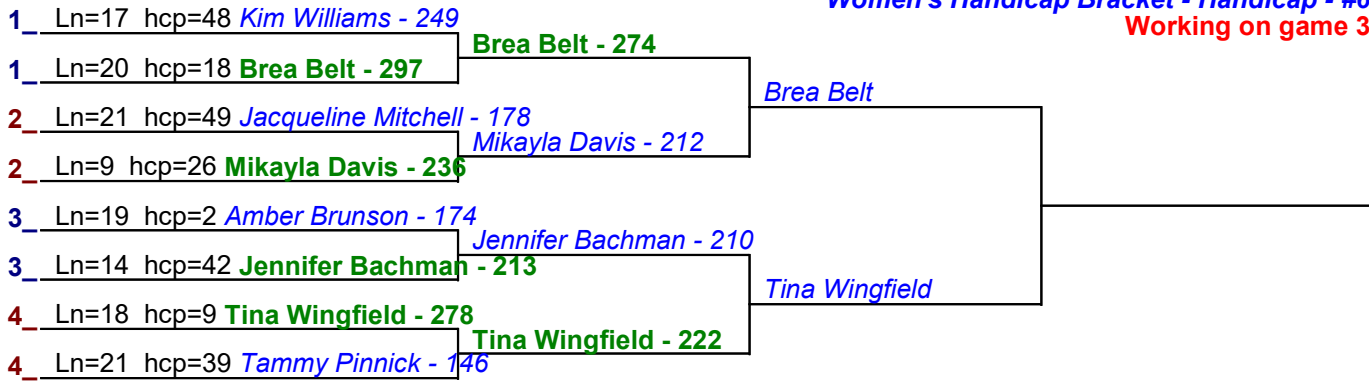 Women's Handicap Bracket - Handicap - #6
Working on game 3
1_ Ln=17 hcp=48 Kim Williams - 249
Brea Belt - 274
1_ Ln=20 hcp=18 Brea Belt - 297
Brea Belt
2_ Ln=21 hcp=49 Jacqueline Mitchell - 178
Mikayla Davis - 212
2_ Ln=9 hcp=26 Mikayla Davis - 236
3_ Ln=19 hcp=2 Amber Brunson - 174
Jennifer Bachman - 210
3_ Ln=14 hcp=42 Jennifer Bachman - 213
Tina Wingfield
4_ Ln=18 hcp=9 Tina Wingfield - 278
Tina Wingfield - 222
4_ Ln=21 hcp=39 Tammy Pinnick - 146